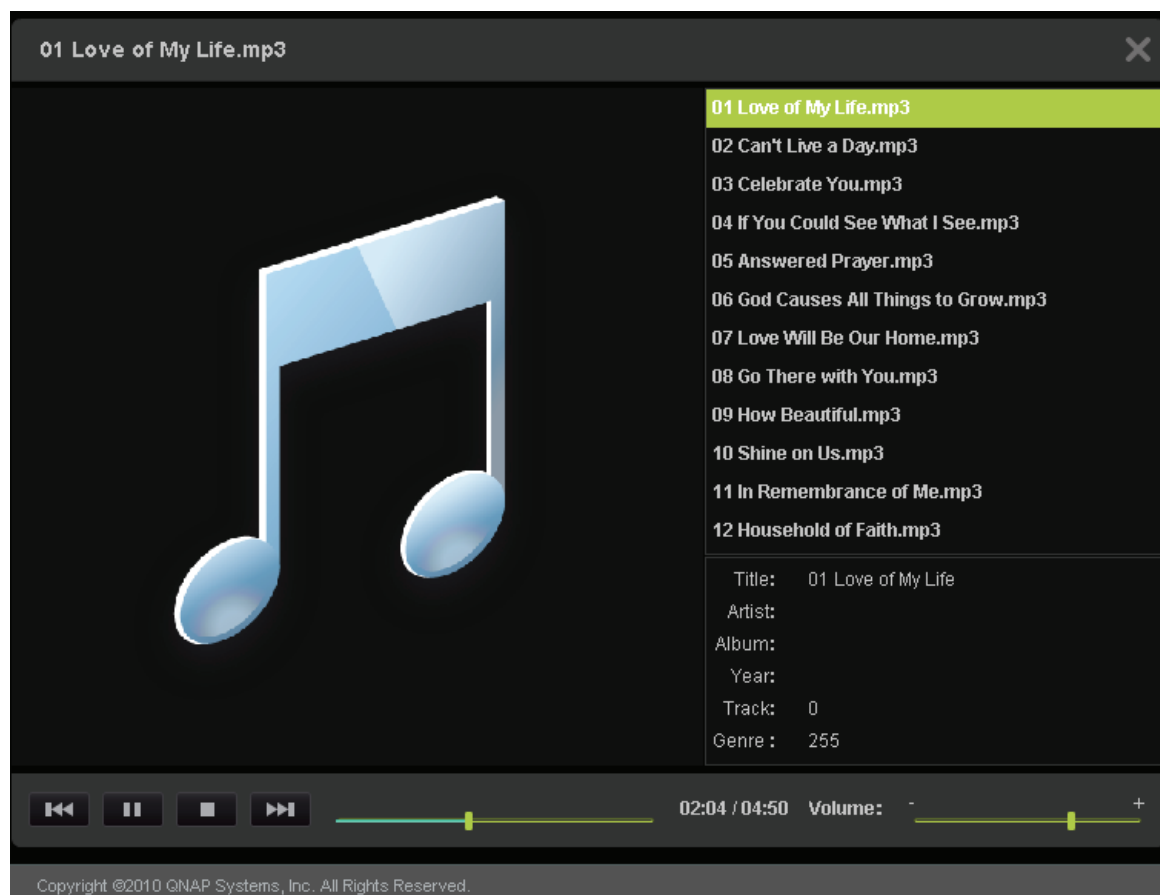 01 Love of My Life.mp3
01 Love of My Life.mp3
02 Can't Live a Day.mp3
03 Celebrate You.mp3
04 If You Could See What I See.mp3
05 Answered Prayer.mp3
06 God Causes All Things to Grow.mp3
07 Love Will Be Our Home.mp3
08 Go There with You.mp3
09 How Beautiful.mp3
10 Shine on Us.mp3
11 In Remembrance of Me.mp3
12 Household of Faith.mp3
Title: 01 Love of My Life
Artist:
Album:
Year:
Track: 0
Genre : 255
02:04 / 04:50 Volume: - +
Copyright ©2010 QNAP Systems, Inc. All Rights Reserved.